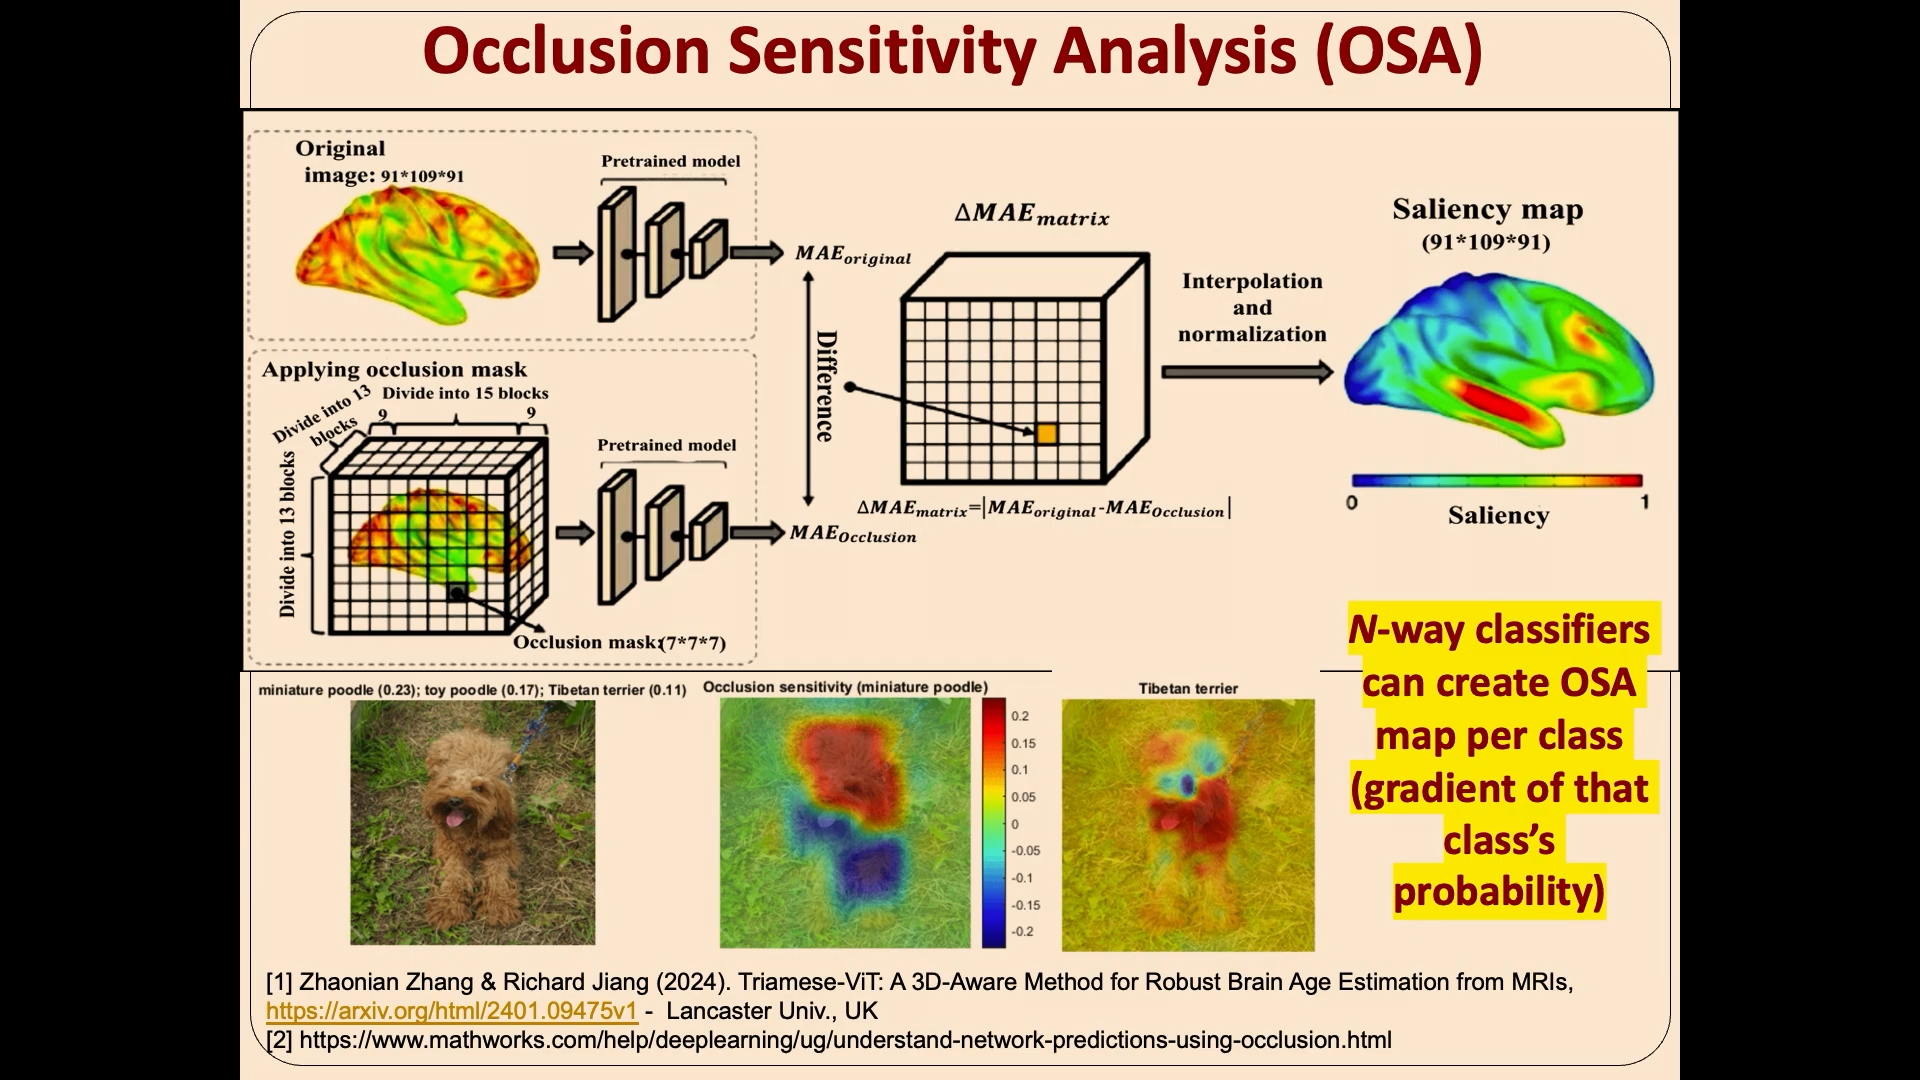 Occlusion Sensitivity Analysis (OSA)
Original
image: 91*109*91
Pretrained model
MAEoriginal
Applying occlusion mask
Divide into 13
blocks
9
Divide into 15 blocks
9
Divide into 13 blocks
Pretrained model
Occlusion mask:(7*7*7)
MAEOcclusion
Difference
ΔMAEmatrix
ΔMAEmatrix=|MAEoriginal-MAEOcclusion|
Interpolation
and
normalization
Saliency map
(91*109*91)
0
1
Saliency
N-way classifiers
can create OSA
map per class
(gradient of that
class’s
probability)
miniature poodle (0.23); toy poodle (0.17); Tibetan terrier (0.11)
Occlusion sensitivity (miniature poodle)
0.2
0.15
0.1
0.05
0
-0.05
-0.1
-0.15
-0.2
Tibetan terrier
[1] Zhaonian Zhang & Richard Jiang (2024). Triamese-ViT: A 3D-Aware Method for Robust Brain Age Estimation from MRIs,
https://arxiv.org/html/2401.09475v1 - Lancaster Univ., UK
[2] https://www.mathworks.com/help/deeplearning/ug/understand-network-predictions-using-occlusion.html